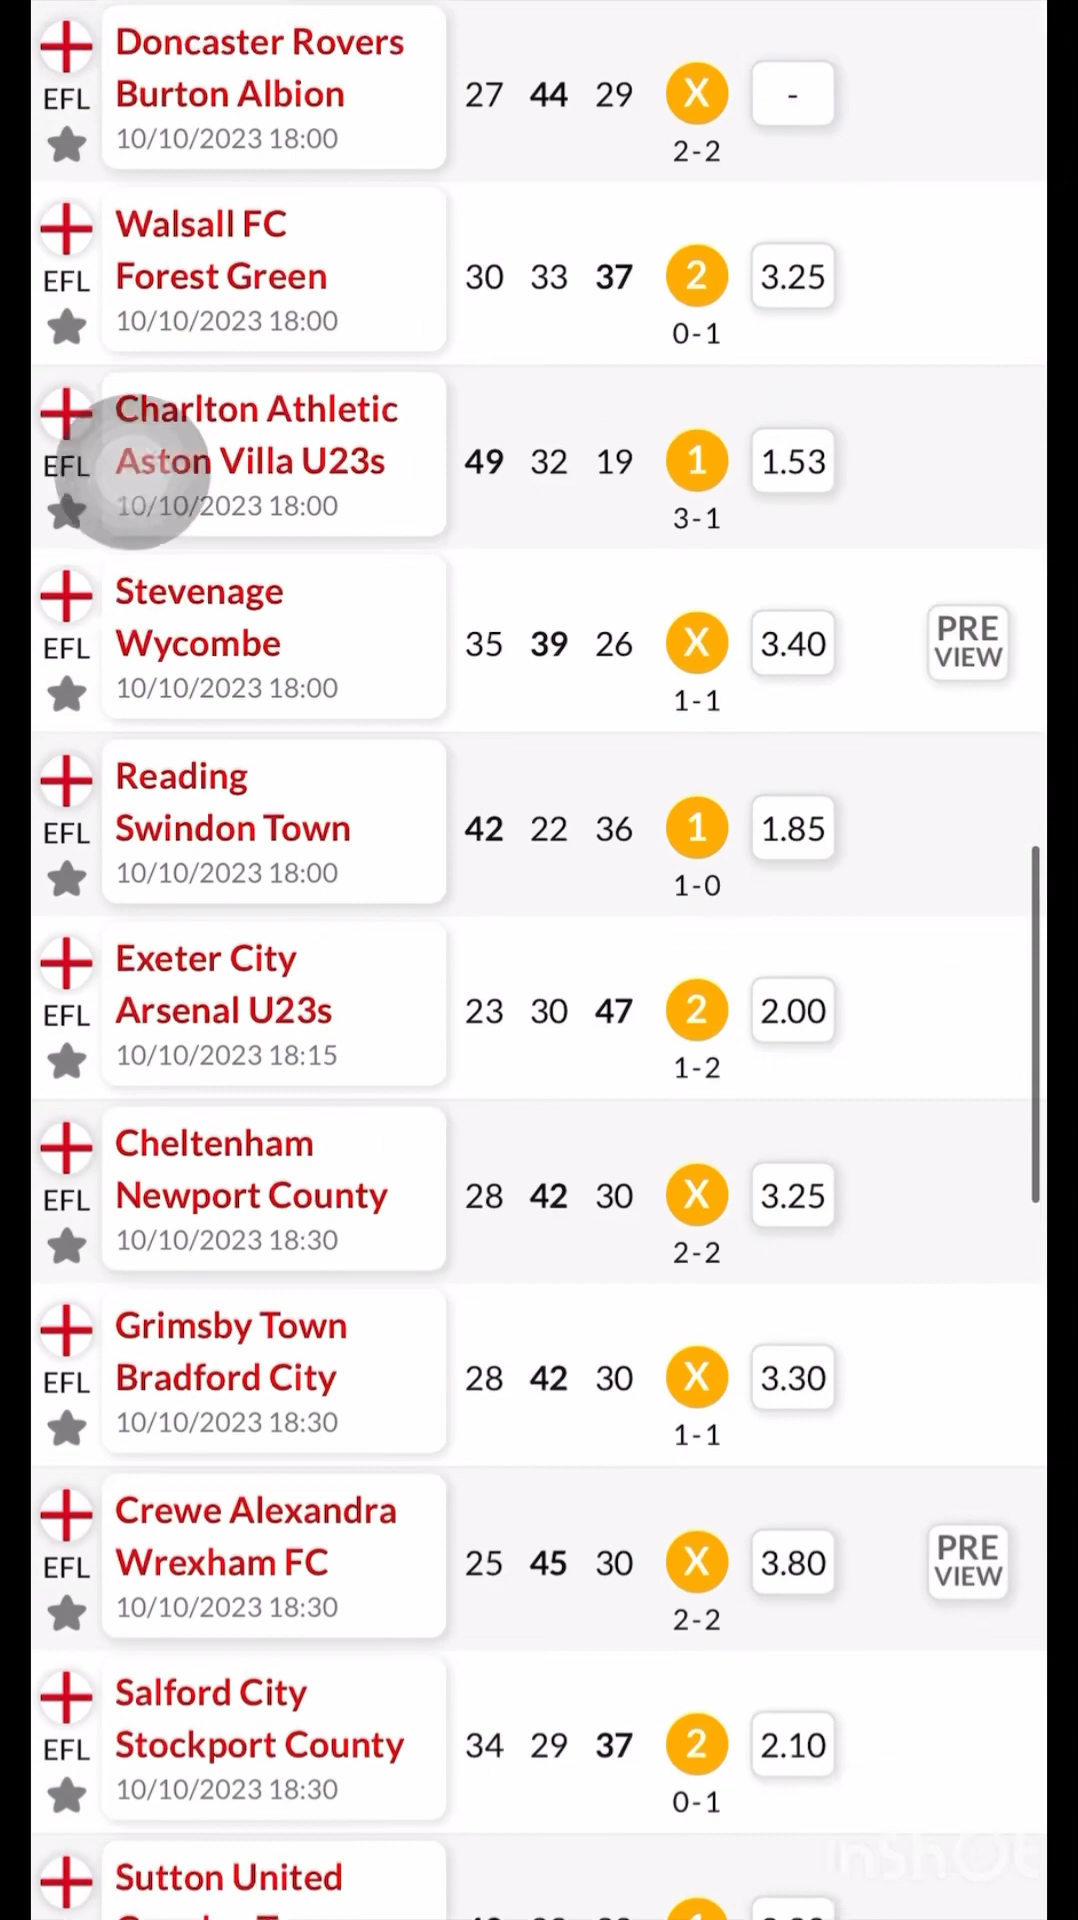 Doncaster Rovers
EFL Burton Albion 27 44 29 X -
10/10/2023 18:00 2-2
Walsall FC
EFL Forest Green 30 33 37 2 3.25
10/10/2023 18:00 0-1
Charlton Athletic
EFL Aston Villa U23s 49 32 19 1 1.53
10/10/2023 18:00 3-1
Stevenage
EFL Wycombe 35 39 26 X 3.40 PRE VIEW
10/10/2023 18:00 1-1
Reading
EFL Swindon Town 42 22 36 1 1.85
10/10/2023 18:00 1-0
Exeter City
EFL Arsenal U23s 23 30 47 2 2.00
10/10/2023 18:15 1-2
Cheltenham
EFL Newport County 28 42 30 X 3.25
10/10/2023 18:30 2-2
Grimsby Town
EFL Bradford City 28 42 30 X 3.30
10/10/2023 18:30 1-1
Crewe Alexandra
EFL Wrexham FC 25 45 30 X 3.80 PRE VIEW
10/10/2023 18:30 2-2
Salford City
EFL Stockport County 34 29 37 2 2.10
10/10/2023 18:30 0-1
InShOt
Sutton United